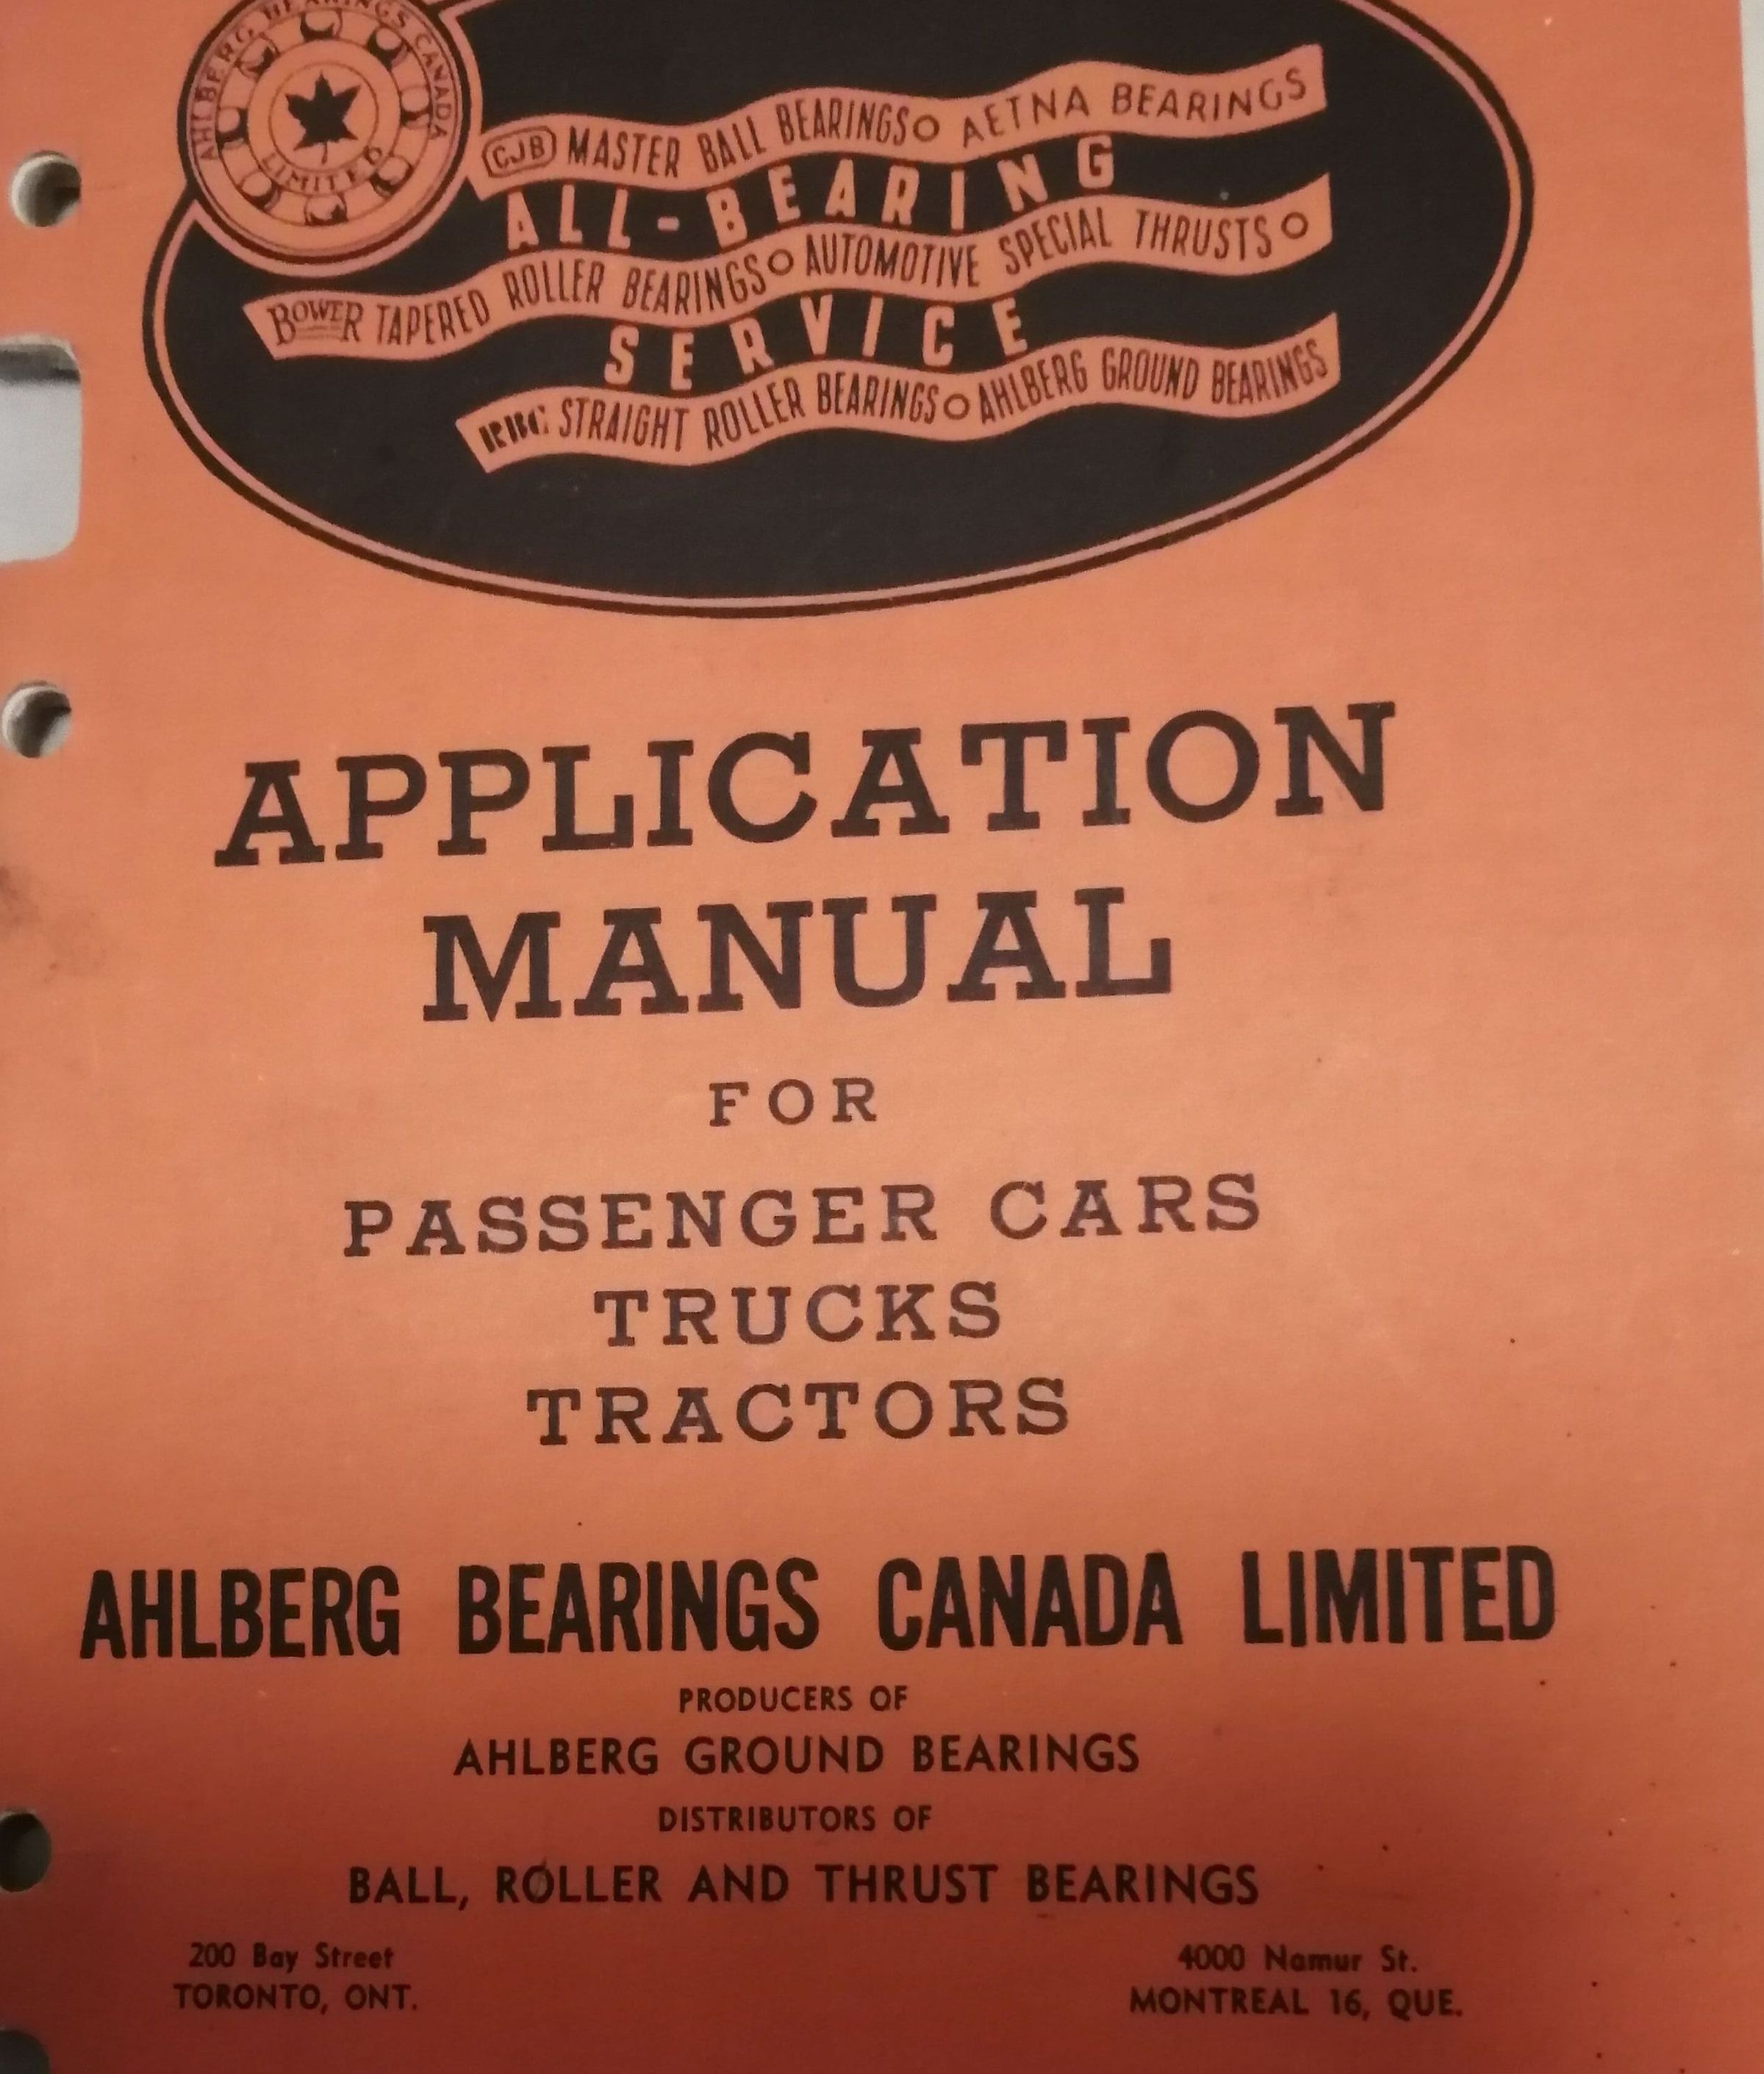 AHLBERG BEARINGS CANADA
LIMITED
CJB MASTER BALL BEARINGS O AETNA BEARINGS
ALL-BEARING
BOWER TAPERED ROLLER BEARINGS O AUTOMOTIVE SPECIAL THRUSTS O
SERVICE
RBC STRAIGHT ROLLER BEARINGS O AHLBERG GROUND BEARINGS
APPLICATION
MANUAL
FOR
PASSENGER CARS
TRUCKS
TRACTORS
AHLBERG BEARINGS CANADA LIMITED
PRODUCERS OF
AHLBERG GROUND BEARINGS
DISTRIBUTORS OF
BALL, ROLLER AND THRUST BEARINGS
200 Bay Street
TORONTO, ONT.
4000 Namur St.
MONTREAL 16, QUE.